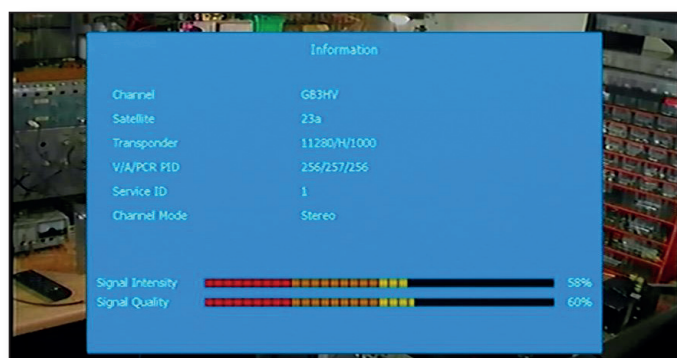 Information
Channel GB3HV
Satellite 23a
Transponder 11280/H/1000
V/A/PCR PID 256/257/256
Service ID 1
Channel Mode Stereo
Signal Intensity 58%
Signal Quality 60%